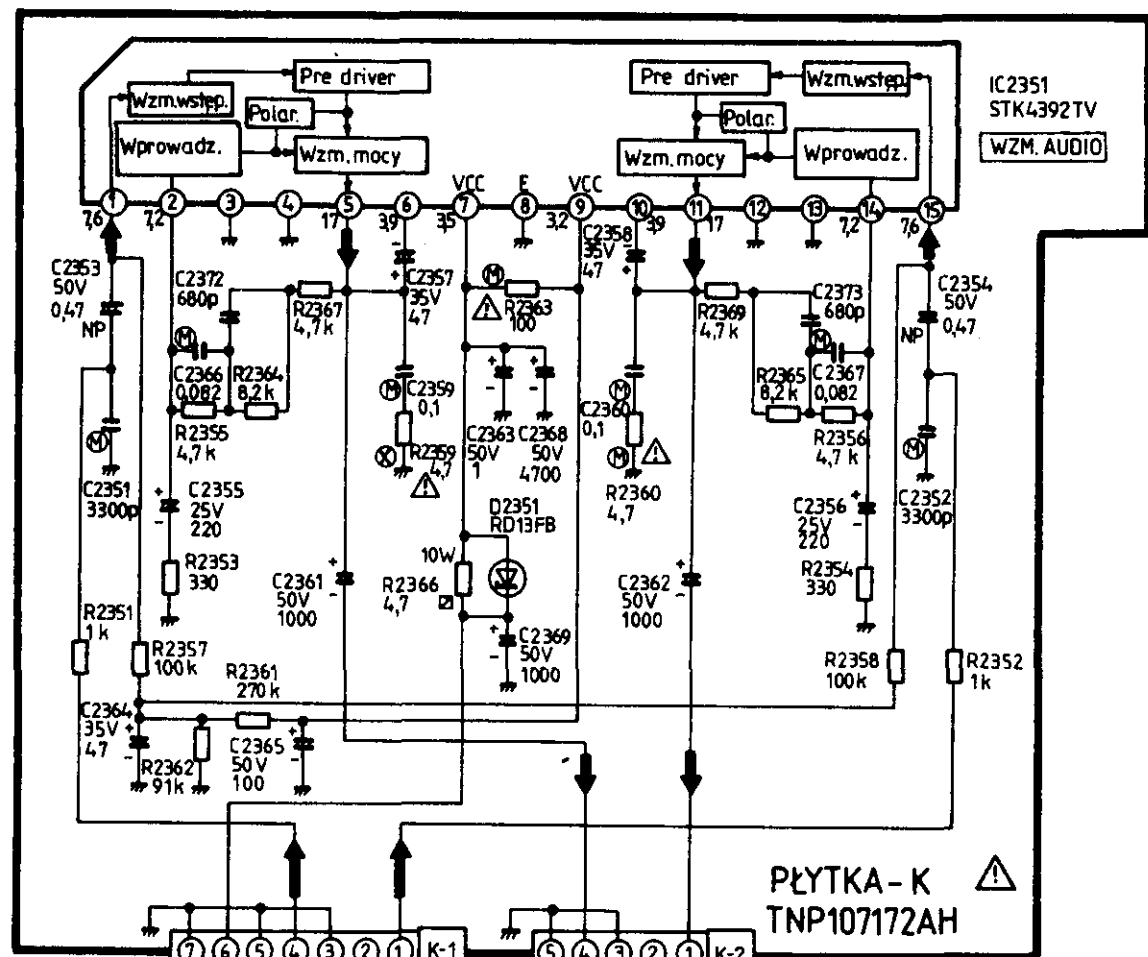 Pre driver
Wzm.wstęp.
Polar.
Wprowadz.
Wzm. mocy
Pre driver
Wzm.wstęp.
Polar.
Wzm. mocy
Wprowadz.
IC2351
STK4392TV
WZM. AUDIO
VCC
E
VCC
1
2
3
4
5
6
7
8
9
10
11
12
13
14
15
7,6
7,2
17
3,9
3,5
3,2
3,9
17
7,2
7,6
C2353
50V
0,47
NP
C2372
680p
R2367
4,7k
C2357
35V
47
M
R2363
100
C2358
35V
47
R2369
4,7k
C2373
680p
C2354
50V
0,47
NP
M
C2366
0,082
R2364
8,2k
M
C2359
0,1
C2360
0,1
R2365
8,2k
M
C2367
0,082
M
C2351
3300p
R2355
4,7k
X
R2359
4,7
C2363
50V
1
C2368
50V
4700
M
R2360
4,7
R2356
4,7k
M
C2352
3300p
C2355
25V
220
D2351
RD13FB
C2356
25V
220
R2353
330
C2361
50V
1000
10W
R2366
4,7
C2362
50V
1000
R2354
330
R2351
1k
R2357
100k
C2369
50V
1000
R2358
100k
R2352
1k
R2361
270k
C2364
35V
47
R2362
91k
C2365
50V
100
PŁYTKA-K
TNP107172AH
7
6
5
4
3
2
1
K-1
5
4
3
2
1
K-2